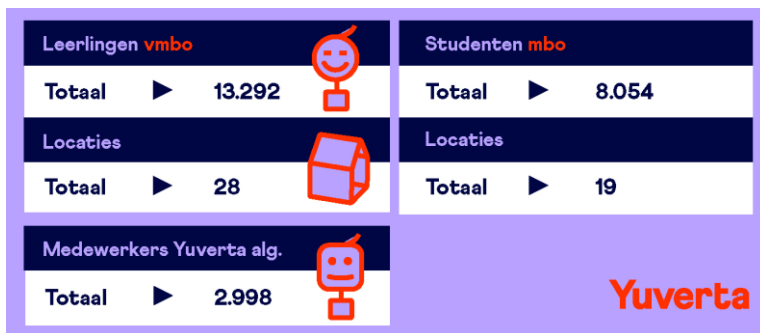 Leerlingen vmbo
Totaal ▶ 13.292
Locaties
Totaal ▶ 28
Studenten mbo
Totaal ▶ 8.054
Locaties
Totaal ▶ 19
Medewerkers Yuverta alg.
Totaal ▶ 2.998
Yuverta